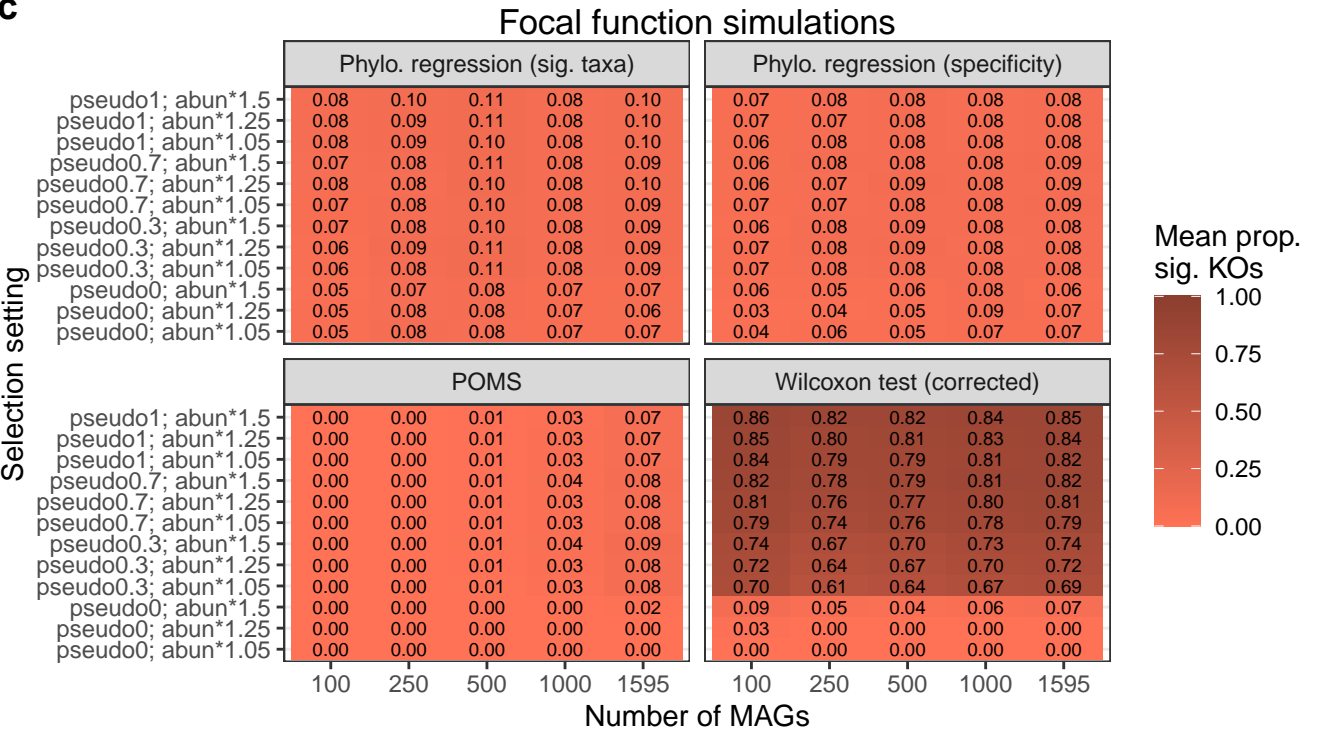 c
Focal function simulations
Phylo. regression (sig. taxa) Phylo. regression (specificity)
pseudo1; abun*1.5 0.08 0.10 0.11 0.08 0.10 0.07 0.08 0.08 0.08 0.08
pseudo1; abun*1.25 0.08 0.09 0.11 0.08 0.10 0.07 0.07 0.08 0.08 0.08
pseudo1; abun*1.05 0.08 0.09 0.10 0.08 0.10 0.06 0.08 0.08 0.08 0.08
pseudo0.7; abun*1.5 0.07 0.08 0.11 0.08 0.09 0.06 0.08 0.08 0.08 0.09
pseudo0.7; abun*1.25 0.08 0.08 0.10 0.08 0.10 0.06 0.07 0.09 0.08 0.09
pseudo0.7; abun*1.05 0.07 0.08 0.10 0.08 0.09 0.07 0.07 0.08 0.08 0.09
pseudo0.3; abun*1.5 0.07 0.08 0.10 0.08 0.09 0.06 0.08 0.09 0.08 0.08
pseudo0.3; abun*1.25 0.06 0.09 0.11 0.08 0.09 0.07 0.08 0.09 0.08 0.08
pseudo0.3; abun*1.05 0.06 0.08 0.11 0.08 0.09 0.07 0.08 0.08 0.08 0.08
pseudo0; abun*1.5 0.05 0.07 0.08 0.07 0.07 0.06 0.05 0.06 0.08 0.06
pseudo0; abun*1.25 0.05 0.08 0.08 0.07 0.06 0.03 0.04 0.05 0.09 0.07
pseudo0; abun*1.05 0.05 0.08 0.08 0.07 0.07 0.04 0.06 0.05 0.07 0.07
POMS Wilcoxon test (corrected)
pseudo1; abun*1.5 0.00 0.00 0.01 0.03 0.07 0.86 0.82 0.82 0.84 0.85
pseudo1; abun*1.25 0.00 0.00 0.01 0.03 0.07 0.85 0.80 0.81 0.83 0.84
pseudo1; abun*1.05 0.00 0.00 0.01 0.03 0.07 0.84 0.79 0.79 0.81 0.82
pseudo0.7; abun*1.5 0.00 0.00 0.01 0.04 0.08 0.82 0.78 0.79 0.81 0.82
pseudo0.7; abun*1.25 0.00 0.00 0.01 0.03 0.08 0.81 0.76 0.77 0.80 0.81
pseudo0.7; abun*1.05 0.00 0.00 0.01 0.03 0.08 0.79 0.74 0.76 0.78 0.79
pseudo0.3; abun*1.5 0.00 0.00 0.01 0.04 0.09 0.74 0.67 0.70 0.73 0.74
pseudo0.3; abun*1.25 0.00 0.00 0.01 0.03 0.08 0.72 0.64 0.67 0.70 0.72
pseudo0.3; abun*1.05 0.00 0.00 0.01 0.03 0.08 0.70 0.61 0.64 0.67 0.69
pseudo0; abun*1.5 0.00 0.00 0.00 0.00 0.02 0.09 0.05 0.04 0.06 0.07
pseudo0; abun*1.25 0.00 0.00 0.00 0.00 0.00 0.03 0.00 0.00 0.00 0.00
pseudo0; abun*1.05 0.00 0.00 0.00 0.00 0.00 0.00 0.00 0.00 0.00 0.00
100 250 500 1000 1595 100 250 500 1000 1595
Number of MAGs
Selection setting
Mean prop.
sig. KOs
1.00
0.75
0.50
0.25
0.00